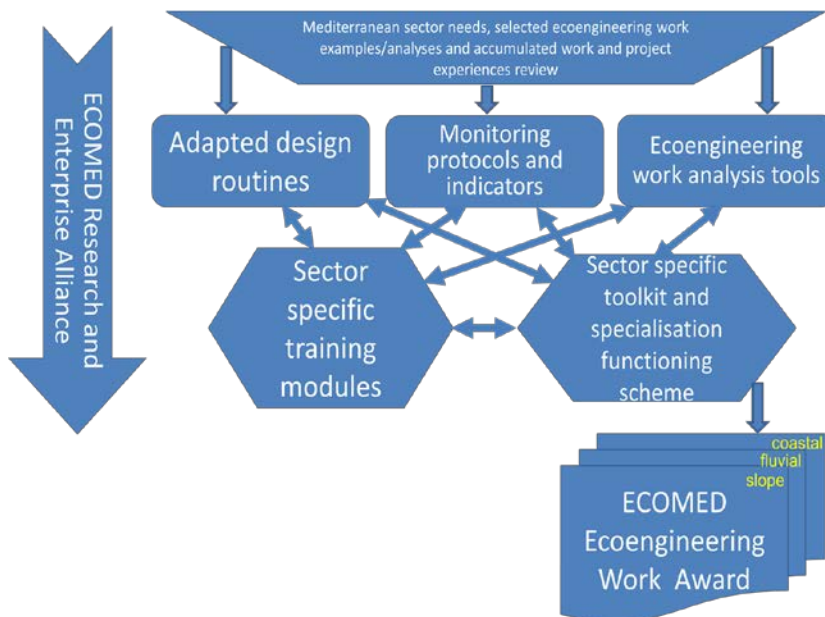 Mediterranean sector needs, selected ecoengineering work
examples/analyses and accumulated work and project
experiences review
ECOMED Research and
Enterprise Alliance
Adapted design
routines
Monitoring
protocols and
indicators
Ecoengineering
work analysis tools
Sector
specific
training
modules
Sector specific
toolkit and
specialisation
functioning
scheme
coastal
fluvial
slope
ECOMED
Ecoengineering
Work Award